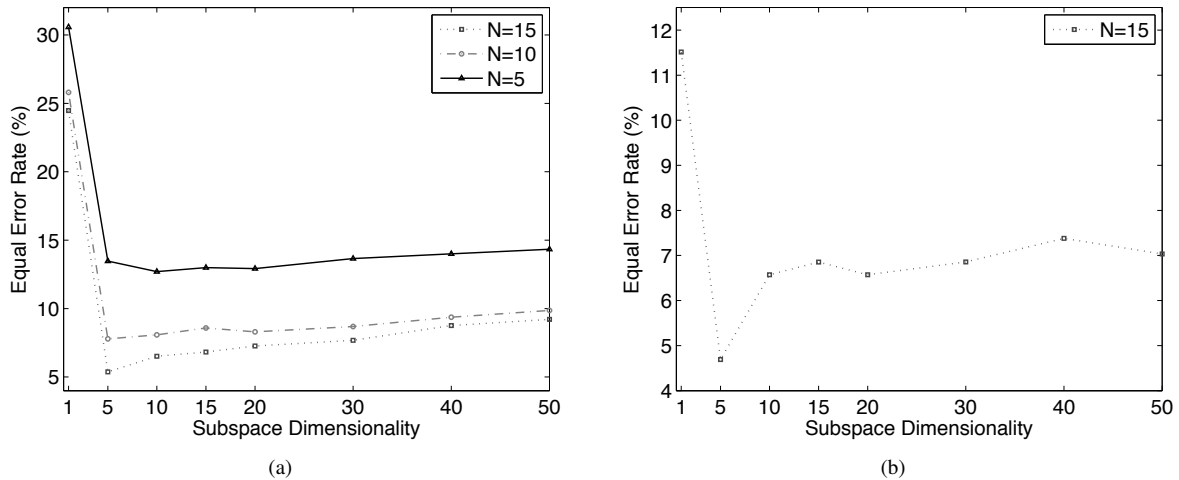 30
25
20
15
10
5
1 5 10 15 20 30 40 50
Equal Error Rate (%)
Subspace Dimensionality
N=15
N=10
N=5
(a)
12
11
10
9
8
7
6
5
4
1 5 10 15 20 30 40 50
Equal Error Rate (%)
Subspace Dimensionality
N=15
(b)